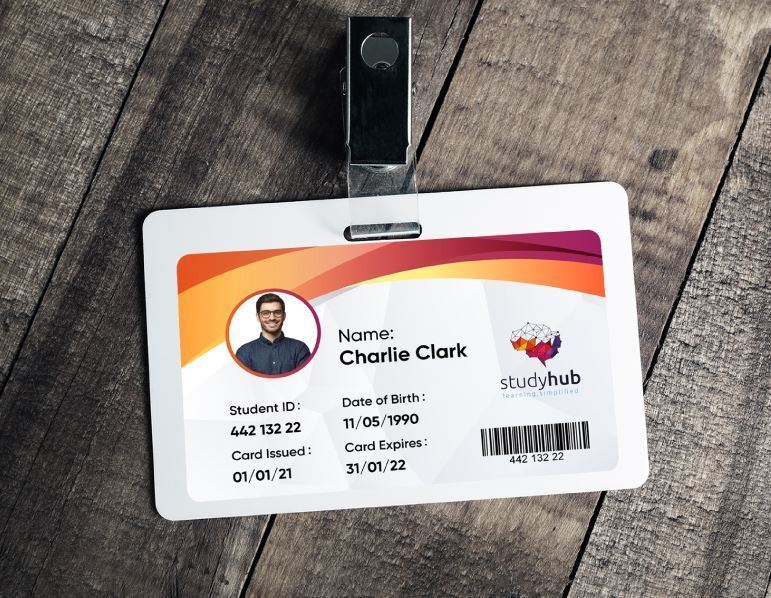 Name:
Charlie Clark
Student ID:
442 132 22
Date of Birth:
11/05/1990
Card Issued:
01/01/21
Card Expires:
31/01/22
studyhub
learning.simplified
442 132 22